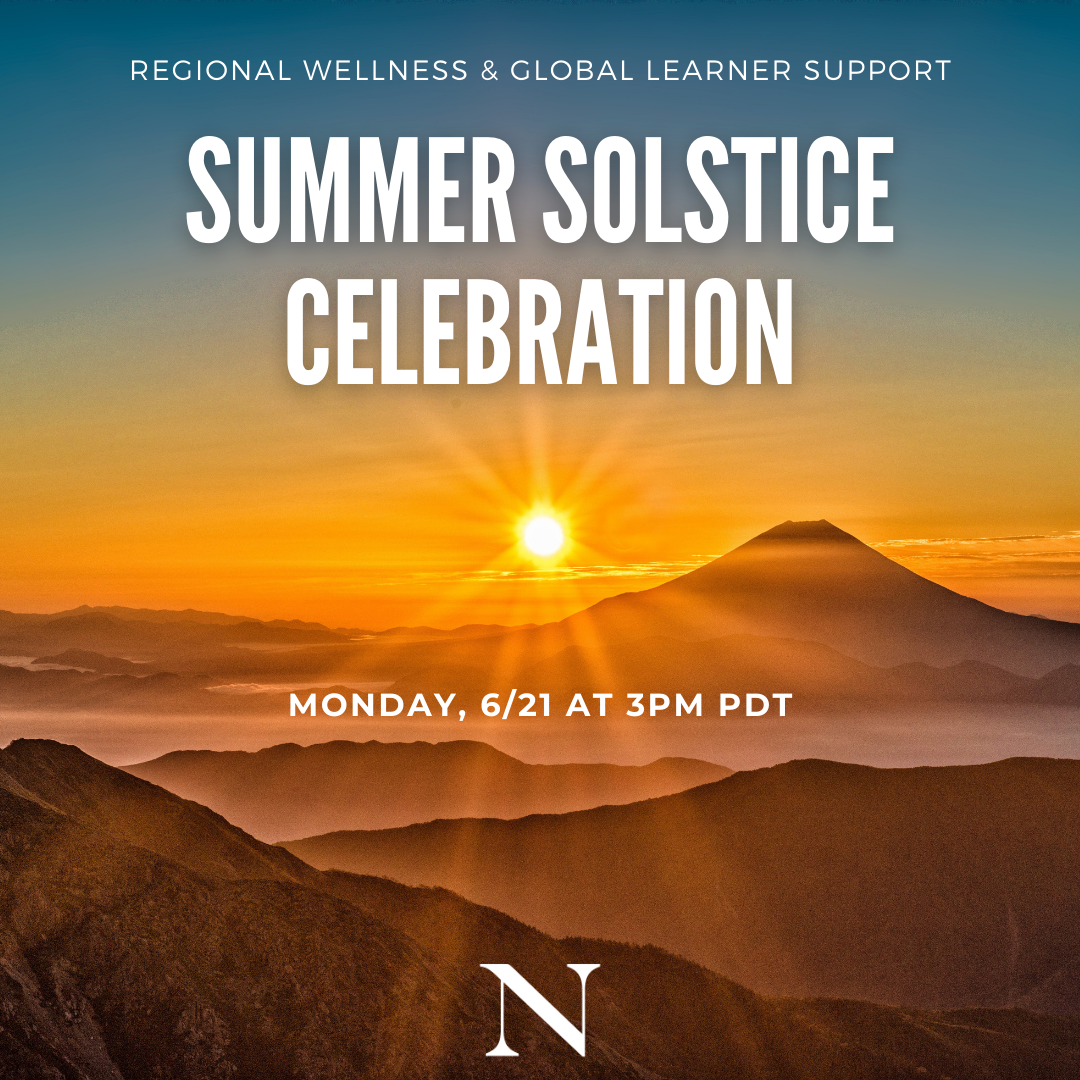 REGIONAL WELLNESS & GLOBAL LEARNER SUPPORT
SUMMER SOLSTICE
CELEBRATION
MONDAY, 6/21 AT 3PM PDT
N